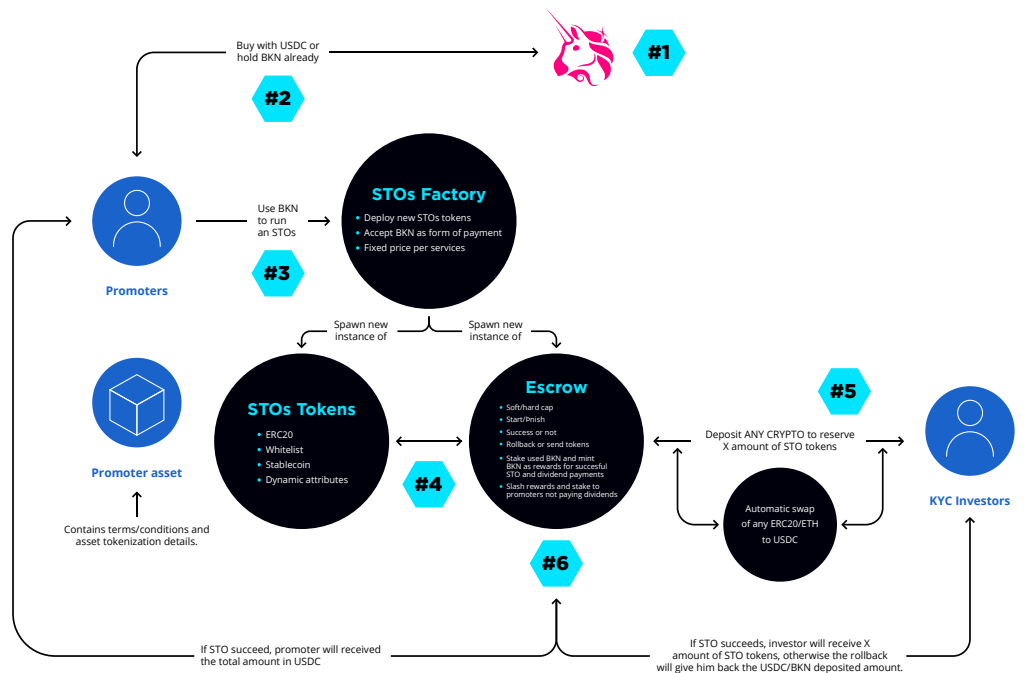 Buy with USDC or
hold BKN already
#1
#2
STOs Factory
• Deploy new STOs tokens
• Accept BKN as form of payment
• Fixed price per services
Use BKN
to run
an STOs
#3
Promoters
Spawn new
instance of
Spawn new
instance of
STOs Tokens
• ERC20
• Whitelist
• Stablecoin
• Dynamic attributes
Escrow
• Soft/hard cap
• Start/Þnish
• Success or not
• Rollback or send tokens
• Stake used BKN and mint
BKN as rewards for succesful
STO and dividend payments
• Slash rewards and stake to
promoters not paying dividends
#4
#5
Deposit ANY CRYPTO to reserve
X amount of STO tokens
Automatic swap
of any ERC20/ETH
to USDC
KYC Investors
Promoter asset
Contains terms/conditions and
asset tokenization details.
#6
If STO succeed, promoter will received
the total amount in USDC
If STO succeeds, investor will receive X
amount of STO tokens, otherwise the rollback
will give him back the USDC/BKN deposited amount.